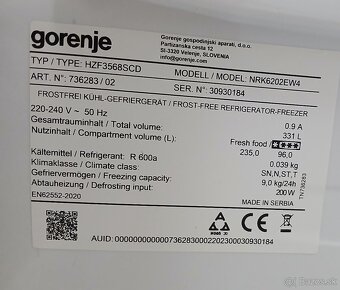 gorenje
Gorenje gospodinjski aparati, d.o.o.
Partizanska cesta 12
SI-3320 Velenje, SLOVENIA
info@gorenje.com
TYP / TYPE: HZF3568SCD
MODELL / MODEL: NRK6202EW4
ART.N: 736283 / 02
SER.N: 30930184
FROSTFREI KÜHL-GEFRIERGERÄT / FROST-FREE REFRIGERATOR-FREEZER
220-240 V ~ 50 Hz 0.9 A
Gesamtrauminhalt / Total volume: 331 L
Nutzinhalt / Compartment volume (L): Fresh food / ****
235,0 96,0
Kältemittel / Refrigerant: R 600a 0.039 kg
Klimaklasse / Climate class: SN,N,ST,T
Gefriervermögen / Freezing capacity: 9,0 kg/24h
Abtauheizung / Defrosting input: 200W
EN62552-2020
TN736283
MADE IN SERBIA
AUID: 0000000000007362830002202300030930184
Bazos.sk